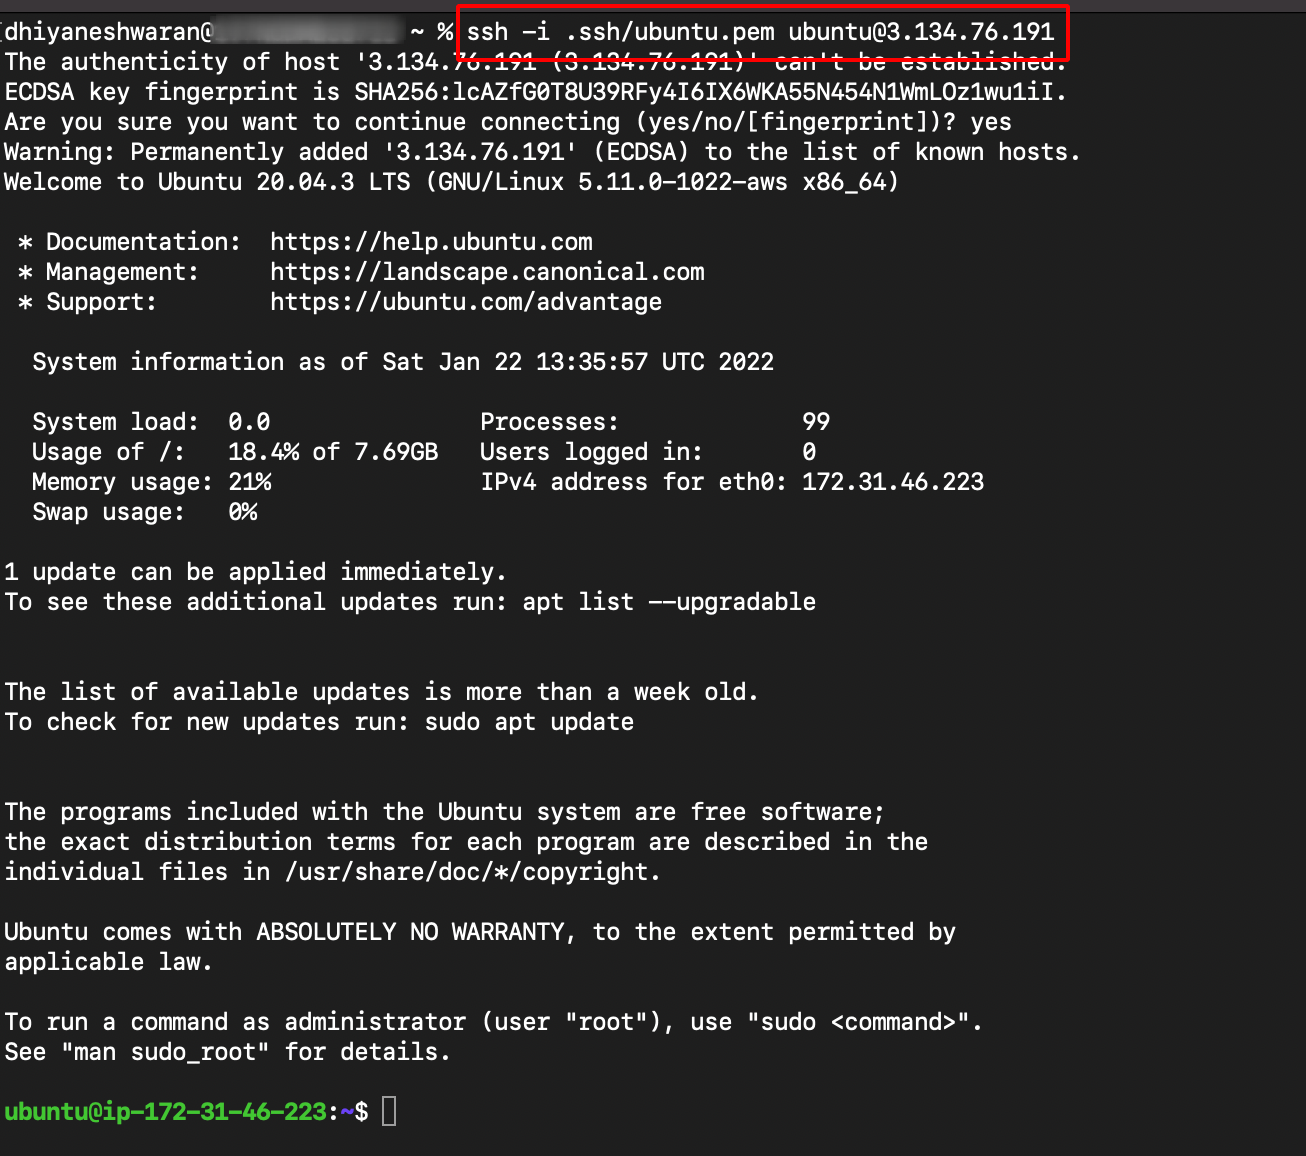 dhiyaneshwaran@ ~ % ssh -i .ssh/ubuntu.pem ubuntu@3.134.76.191
The authenticity of host '3.134.76.191 (3.134.76.191)' can't be established.
ECDSA key fingerprint is SHA256:lcAZfG0T8U39RFy4I6IX6WKA55N454N1WmLOz1wu1iI.
Are you sure you want to continue connecting (yes/no/[fingerprint])? yes
Warning: Permanently added '3.134.76.191' (ECDSA) to the list of known hosts.
Welcome to Ubuntu 20.04.3 LTS (GNU/Linux 5.11.0-1022-aws x86_64)
* Documentation: https://help.ubuntu.com
* Management: https://landscape.canonical.com
* Support: https://ubuntu.com/advantage
System information as of Sat Jan 22 13:35:57 UTC 2022
System load: 0.0 Processes: 99
Usage of /: 18.4% of 7.69GB Users logged in: 0
Memory usage: 21% IPv4 address for eth0: 172.31.46.223
Swap usage: 0%
1 update can be applied immediately.
To see these additional updates run: apt list --upgradable
The list of available updates is more than a week old.
To check for new updates run: sudo apt update
The programs included with the Ubuntu system are free software;
the exact distribution terms for each program are described in the
individual files in /usr/share/doc/*/copyright.
Ubuntu comes with ABSOLUTELY NO WARRANTY, to the extent permitted by
applicable law.
To run a command as administrator (user "root"), use "sudo <command>".
See "man sudo_root" for details.
ubuntu@ip-172-31-46-223:~$